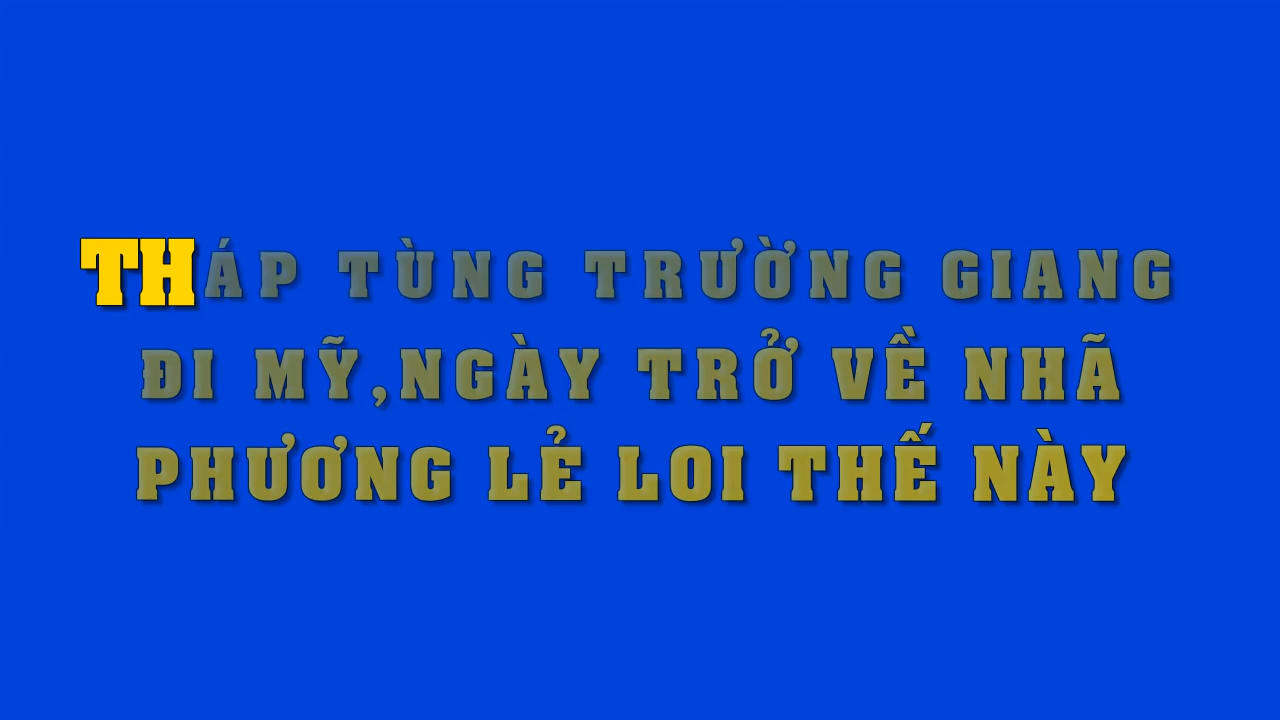 THÁP TÙNG TRƯỜNG GIANG
ĐI MỸ,NGÀY TRỞ VỀ NHÃ
PHƯƠNG LẺ LOI THẾ NÀY